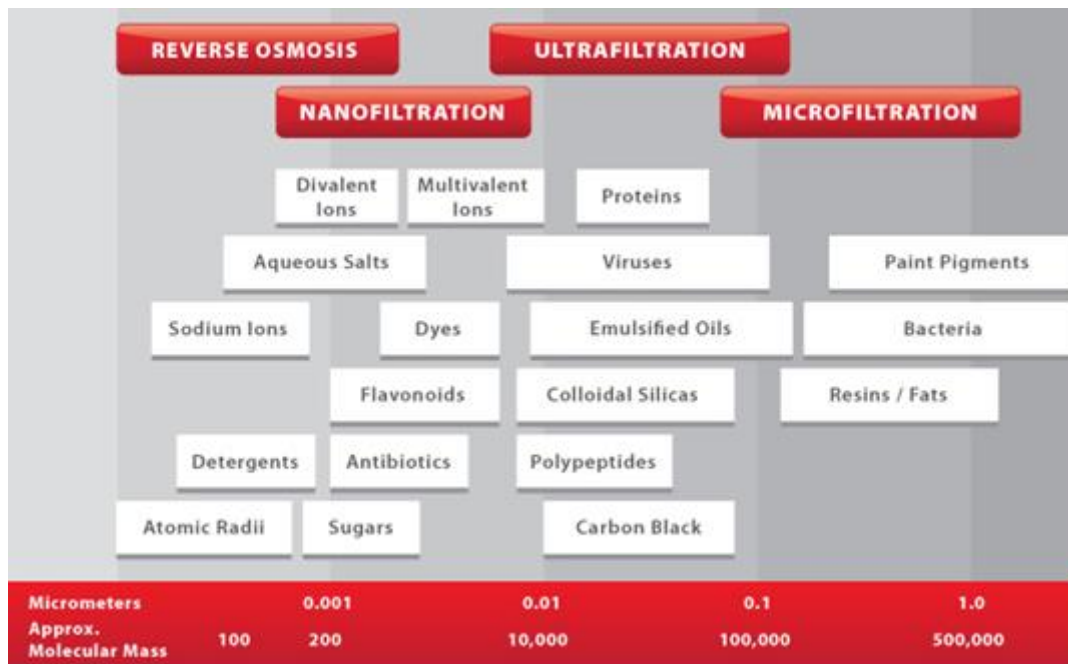 REVERSE OSMOSIS
ULTRAFILTRATION
NANOFILTRATION
MICROFILTRATION
Divalent
Ions
Multivalent
Ions
Proteins
Aqueous Salts
Viruses
Paint Pigments
Sodium Ions
Dyes
Emulsified Oils
Bacteria
Flavonoids
Colloidal Silicas
Resins / Fats
Detergents
Antibiotics
Polypeptides
Atomic Radii
Sugars
Carbon Black
Micrometers 0.001 0.01 0.1 1.0
Approx.
Molecular Mass 100 200 10,000 100,000 500,000